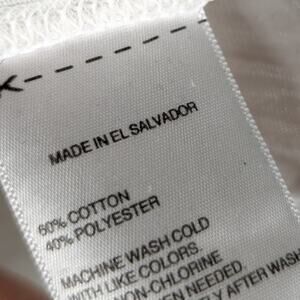 MADE IN EL SALVADOR
60% COTTON
40% POLYESTER
MACHINE WASH COLD
WITH LIKE COLORS.
NON-CHLORINE
WHEN NEEDED.
AFTER WASH